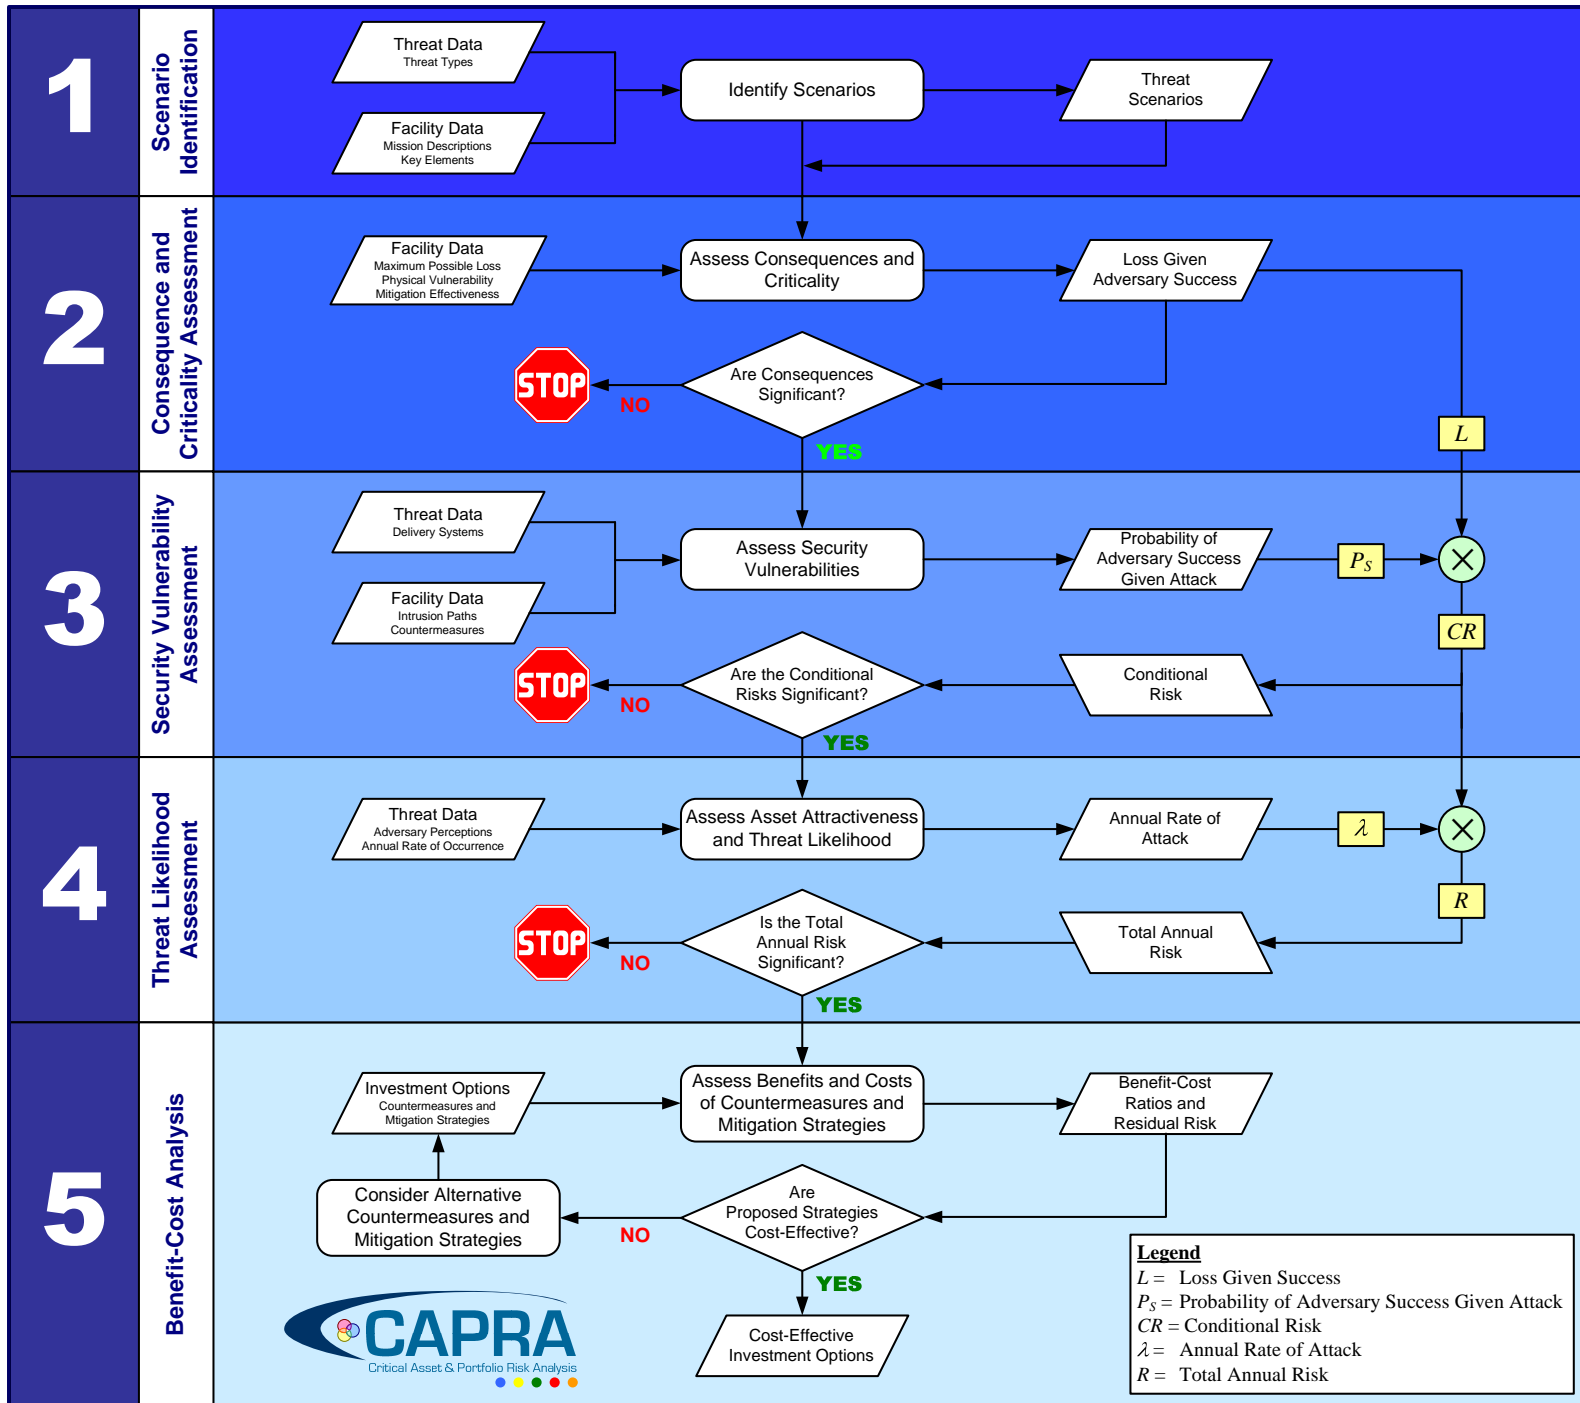 1
Scenario
Identification
Threat Data
Threat Types
Facility Data
Mission Descriptions
Key Elements
Identify Scenarios
Threat
Scenarios
2
Consequence and
Criticality Assessment
Facility Data
Maximum Possible Loss
Physical Vulnerability
Mitigation Effectiveness
Assess Consequences and
Criticality
Loss Given
Adversary Success
Are Consequences
Significant?
STOP
NO
YES
L
3
Security Vulnerability
Assessment
Threat Data
Delivery Systems
Facility Data
Intrusion Paths
Countermeasures
Assess Security
Vulnerabilities
Probability of
Adversary Success
Given Attack
PS
CR
Conditional
Risk
Are the Conditional
Risks Significant?
STOP
NO
YES
4
Threat Likelihood
Assessment
Threat Data
Adversary Perceptions
Annual Rate of Occurrence
Assess Asset Attractiveness
and Threat Likelihood
Annual Rate of
Attack
λ
R
Total Annual
Risk
Is the Total
Annual Risk
Significant?
STOP
NO
YES
5
Benefit-Cost Analysis
Investment Options
Countermeasures and
Mitigation Strategies
Assess Benefits and Costs
of Countermeasures and
Mitigation Strategies
Benefit-Cost
Ratios and
Residual Risk
Are
Proposed Strategies
Cost-Effective?
NO
Consider Alternative
Countermeasures and
Mitigation Strategies
YES
Cost-Effective
Investment Options
CAPRA
Critical Asset & Portfolio Risk Analysis
Legend
L = Loss Given Success
PS = Probability of Adversary Success Given Attack
CR = Conditional Risk
λ = Annual Rate of Attack
R = Total Annual Risk